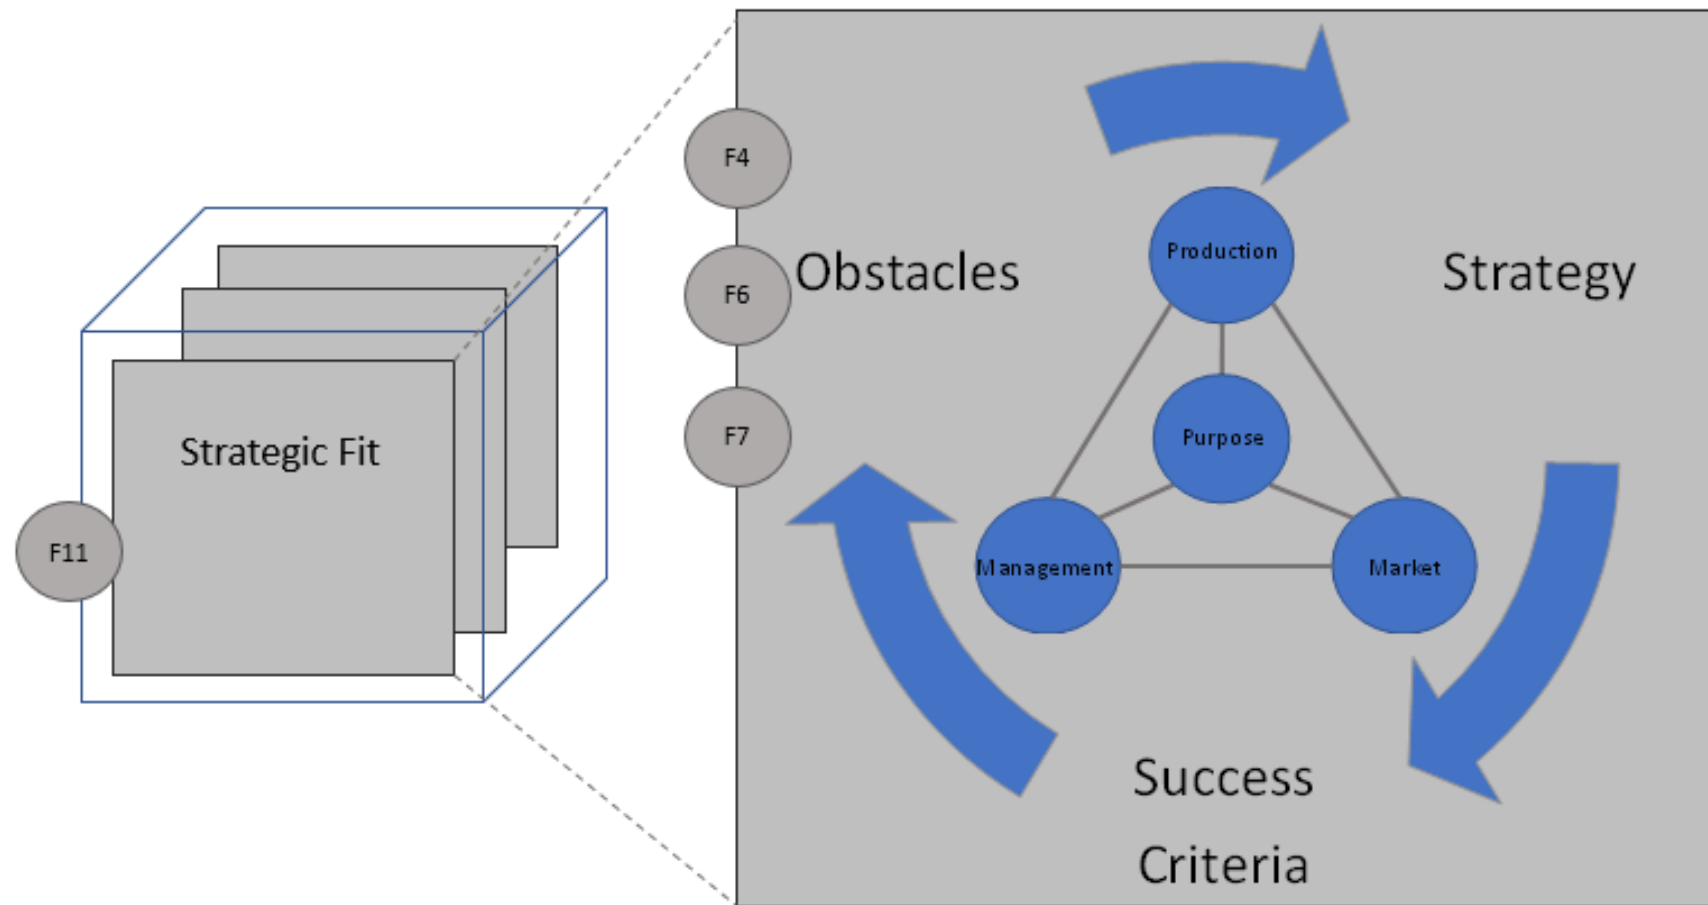 Strategic Fit
F11
F4
F6
F7
Obstacles
Strategy
Production
Purpose
Management
Market
Success
Criteria